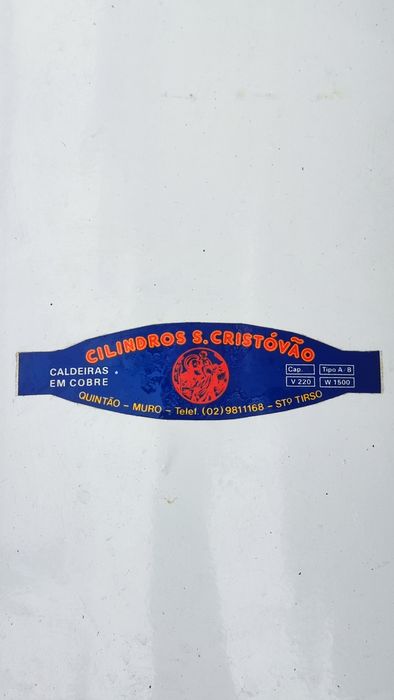 CILINDROS S. CRISTÓVÃO
CALDEIRAS
EM COBRE
Cap.
Tipo A/B
V 220
W 1500
QUINTÃO – MURO – Telef. (02) 9811168 – STº TIRSO